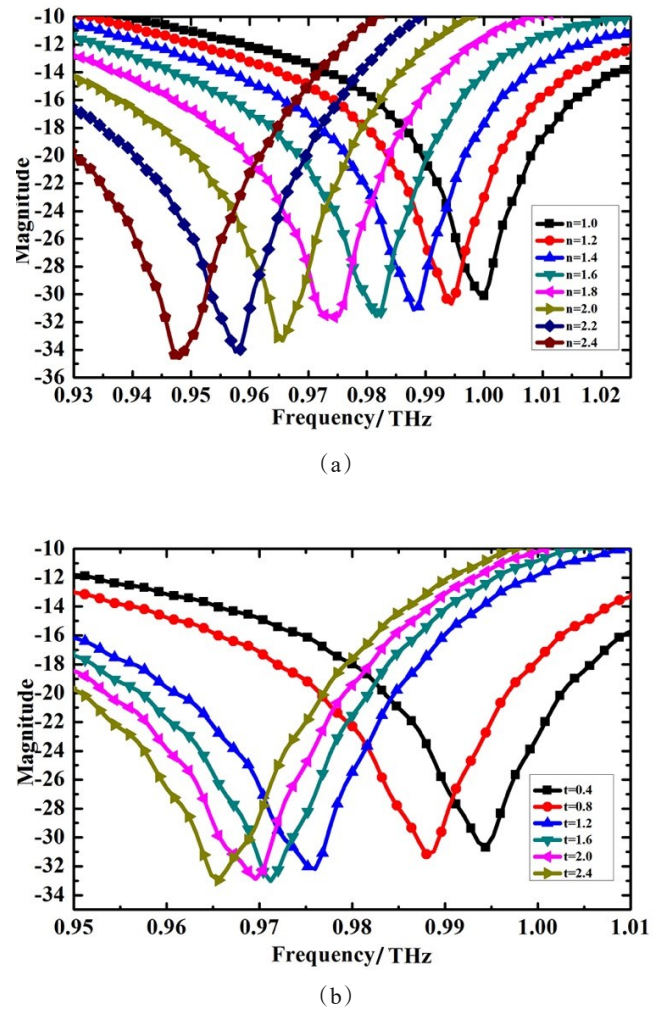 -10
-12
-14
-16
-18
-20
-22
-24
-26
-28
-30
-32
-34
-36
Magnitude
n=1.0
n=1.2
n=1.4
n=1.6
n=1.8
n=2.0
n=2.2
n=2.4
0.93 0.94 0.95 0.96 0.97 0.98 0.99 1.00 1.01 1.02
Frequency/THz
(a)
-10
-12
-14
-16
-18
-20
-22
-24
-26
-28
-30
-32
-34
Magnitude
t=0.4
t=0.8
t=1.2
t=1.6
t=2.0
t=2.4
0.95 0.96 0.97 0.98 0.99 1.00 1.01
Frequency/THz
(b)